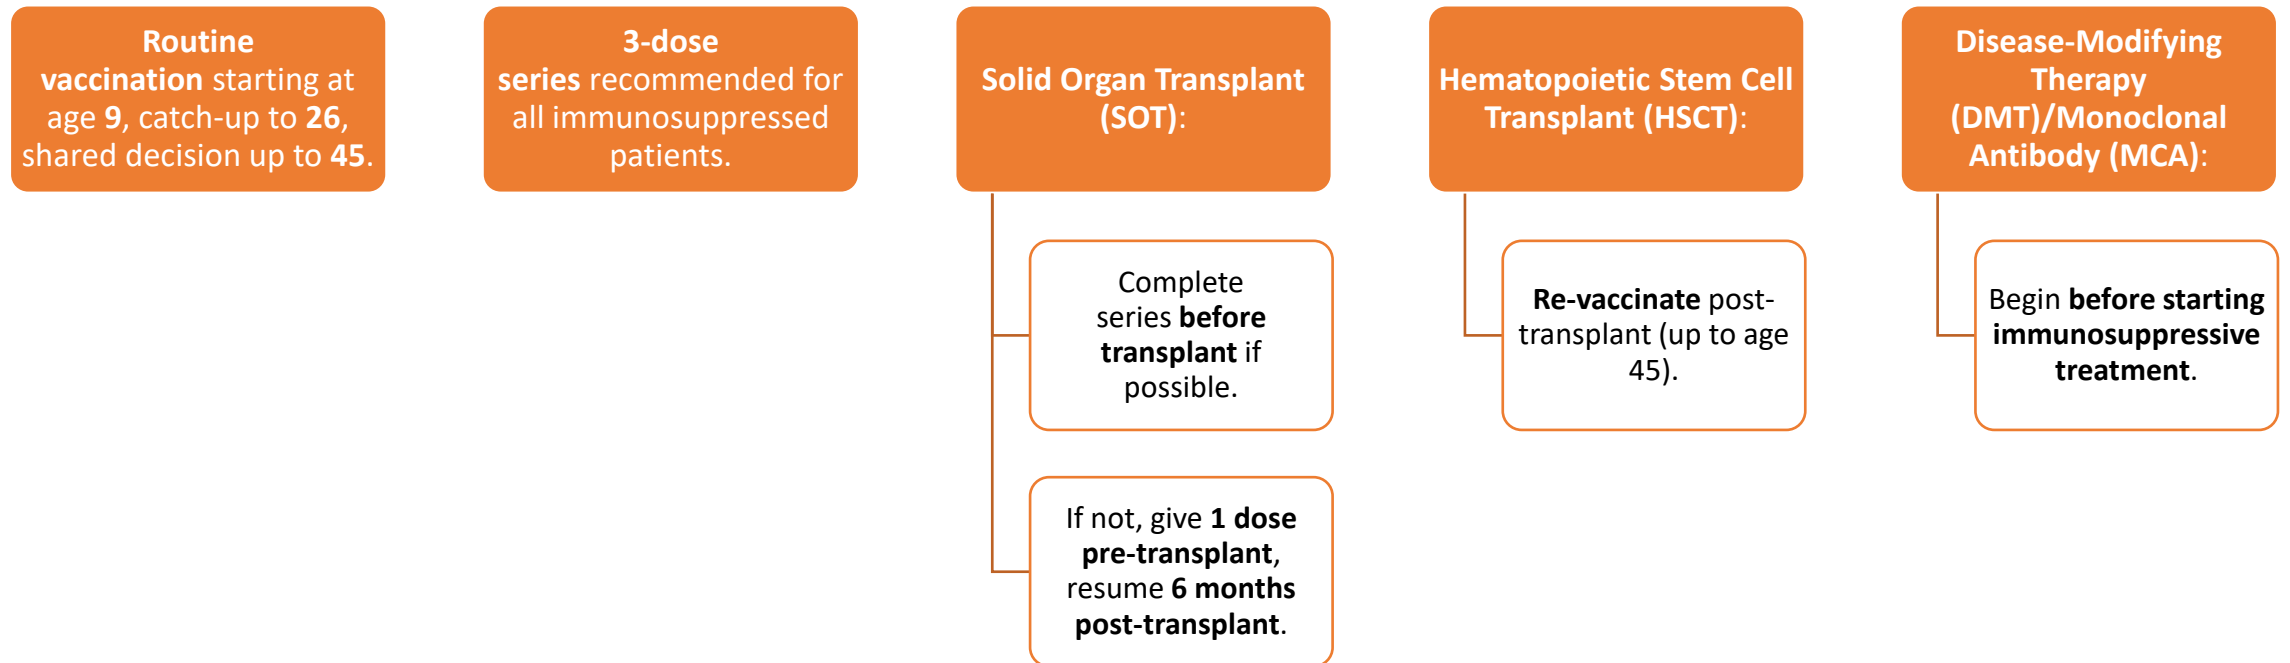 Routine
vaccination starting at
age 9, catch-up to 26,
shared decision up to 45.
3-dose
series recommended for
all immunosuppressed
patients.
Solid Organ Transplant
(SOT):
Complete
series before
transplant if
possible.
If not, give 1 dose
pre-transplant,
resume 6 months
post-transplant.
Hematopoietic Stem Cell
Transplant (HSCT):
Re-vaccinate post-
transplant (up to age
45).
Disease-Modifying
Therapy
(DMT)/Monoclonal
Antibody (MCA):
Begin before starting
immunosuppressive
treatment.